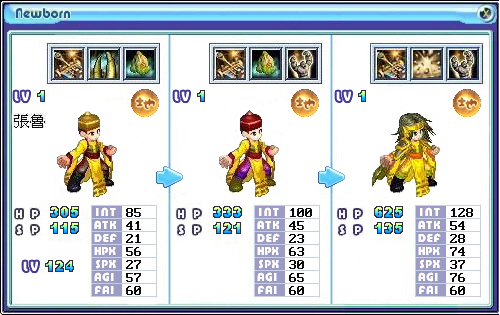 Newborn
LV 1
張魯
HP 305
SP 115
LV 124
INT 85
ATK 41
DEF 21
HPX 56
SPX 27
AGI 57
FAI 60
LV 1
HP 333
SP 121
INT 100
ATK 45
DEF 23
HPX 63
SPX 30
AGI 65
FAI 60
LV 1
HP 625
SP 135
INT 128
ATK 54
DEF 28
HPX 74
SPX 37
AGI 76
FAI 60